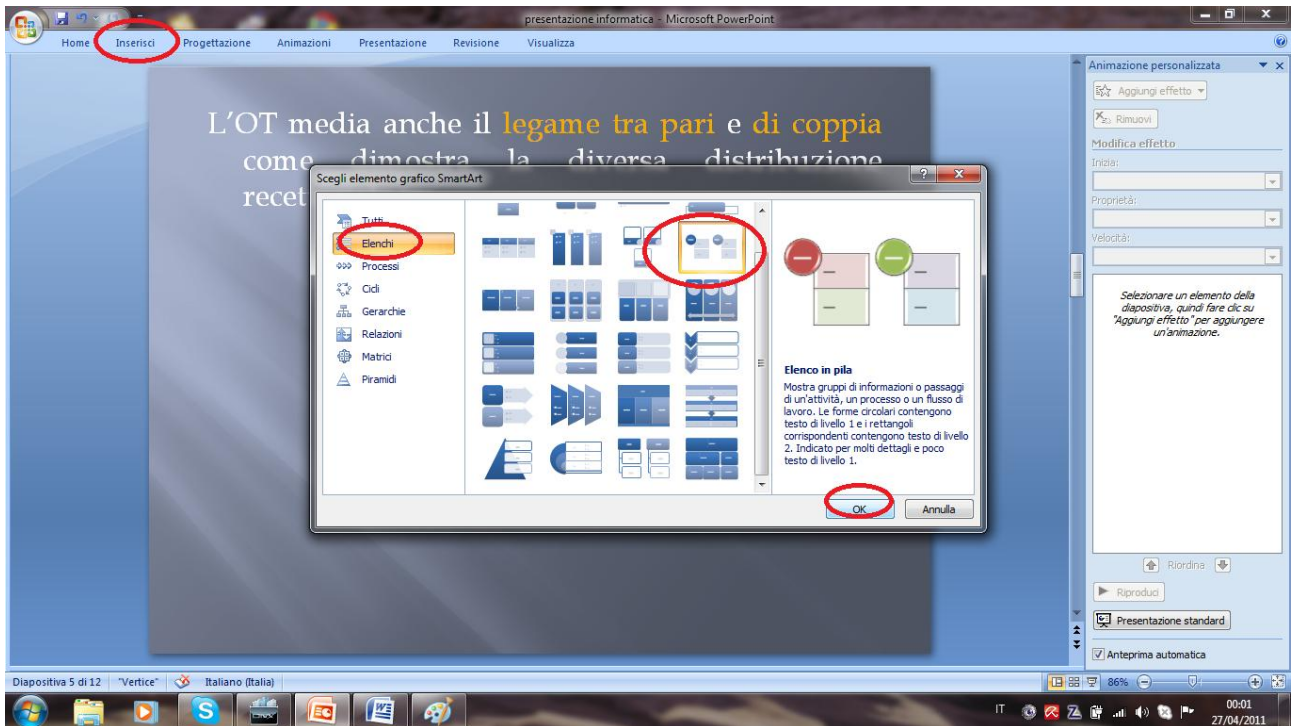 presentazione informatica - Microsoft PowerPoint
Home Inserisci Progettazione Animazioni Presentazione Revisione Visualizza
L'OT media anche il legame tra pari e di coppia
come dimostra la diversa distribuzione
recet
Scegli elemento grafico SmartArt
Tutti
Elenchi
Processi
Cicli
Gerarchie
Relazioni
Matrici
Piramidi
Elenco in pila
Mostra gruppi di informazioni o passaggi
di un'attività, un processo o un flusso di
lavoro. Le forme circolari contengono
testo di livello 1 e i rettangoli
corrispondenti contengono testo di livello
2. Indicato per molti dettagli e poco
testo di livello 1.
OK Annulla
Animazione personalizzata
Aggiungi effetto
Rimuovi
Modifica effetto
Inizia:
Proprietà:
Velocità:
Selezionare un elemento della
diapositiva, quindi fare clic su
"Aggiungi effetto" per aggiungere
un'animazione.
Riordina
Riproduci
Presentazione standard
Anteprima automatica
Diapositiva 5 di 12 "Vertice" Italiano (Italia) 86%
IT 00:01
27/04/2011